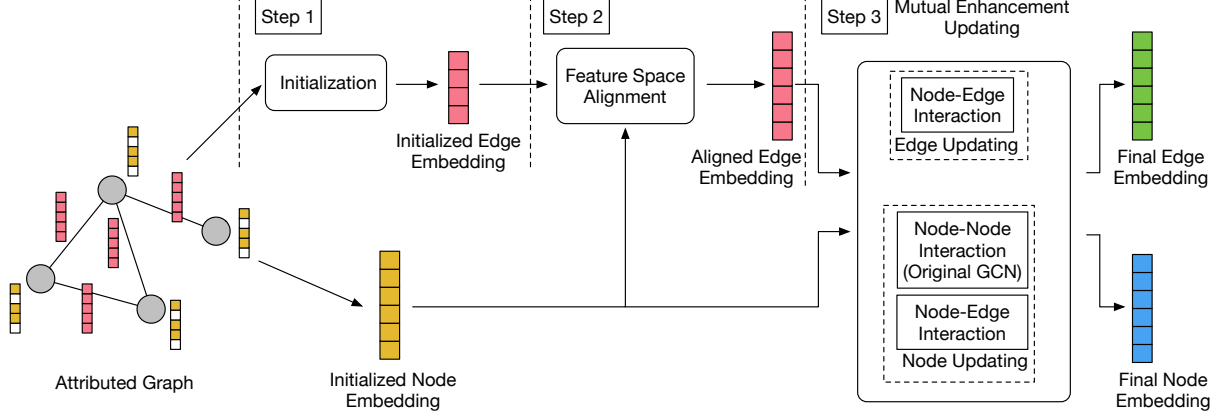 Step 1
Step 2
Step 3
Mutual Enhancement
Updating
Initialization
Initialized Edge
Embedding
Feature Space
Alignment
Aligned Edge
Embedding
Node-Edge
Interaction
Edge Updating
Final Edge
Embedding
Node-Node
Interaction
(Original GCN)
Node-Edge
Interaction
Node Updating
Attributed Graph
Initialized Node
Embedding
Final Node
Embedding